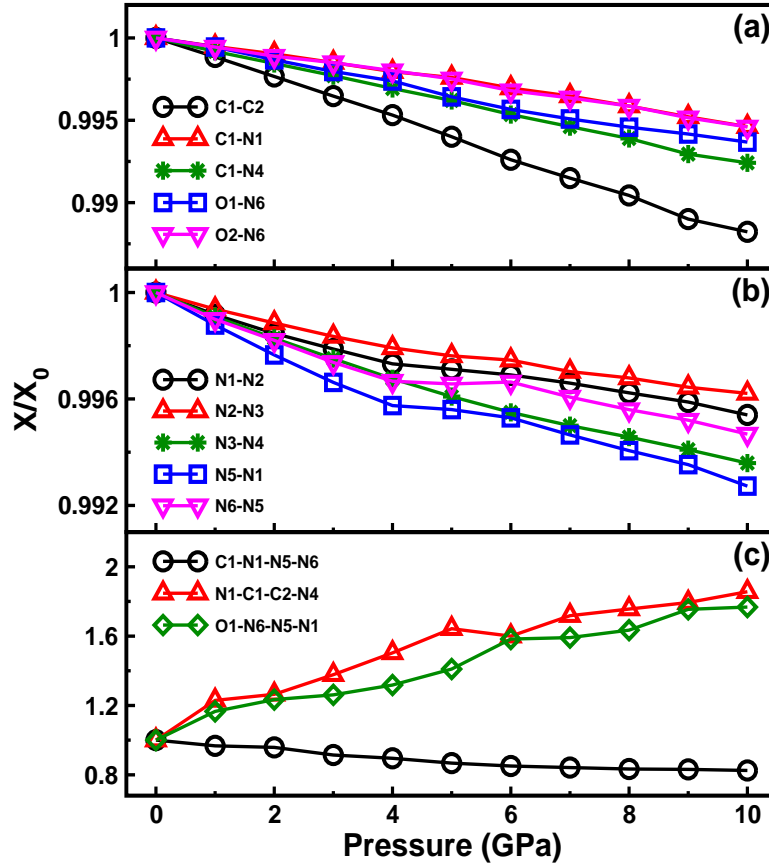 (a)
1
0.995
0.99
C1-C2
C1-N1
C1-N4
O1-N6
O2-N6
(b)
1
0.996
0.992
N1-N2
N2-N3
N3-N4
N5-N1
N6-N5
X/X0
(c)
2
1.6
1.2
0.8
C1-N1-N5-N6
N1-C1-C2-N4
O1-N6-N5-N1
0 2 4 6 8 10
Pressure (GPa)